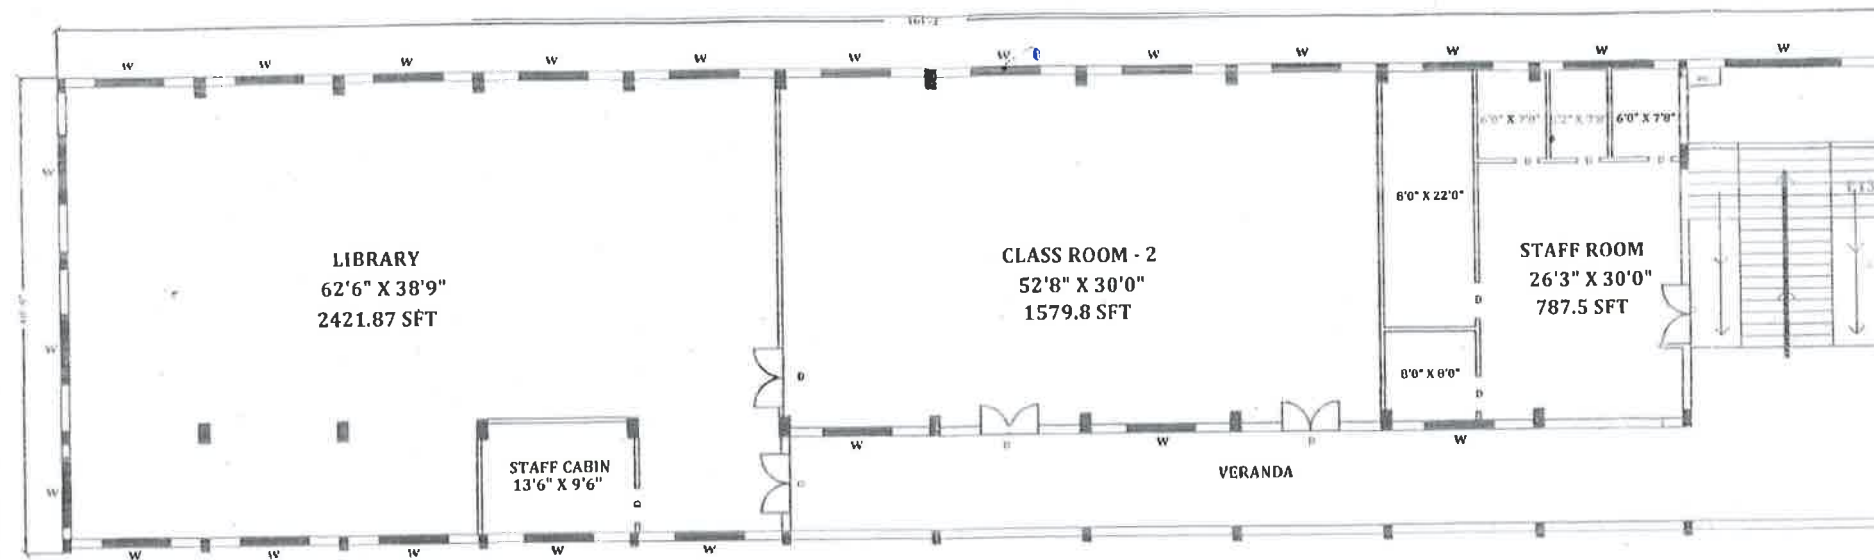 W W W W W W W W W W W W
6'0" X 7'8" 6'0" X 7'8"
D D D
W
6'0" X 22'0"
LIBRARY
62'6" X 38'9"
2421.87 SFT
CLASS ROOM - 2
52'8" X 30'0"
1579.8 SFT
STAFF ROOM
26'3" X 30'0"
787.5 SFT
D
W
D
8'0" X 8'0"
D
W D W D W
STAFF CABIN
13'6" X 9'6"
VERANDA
W
D
W W W W W